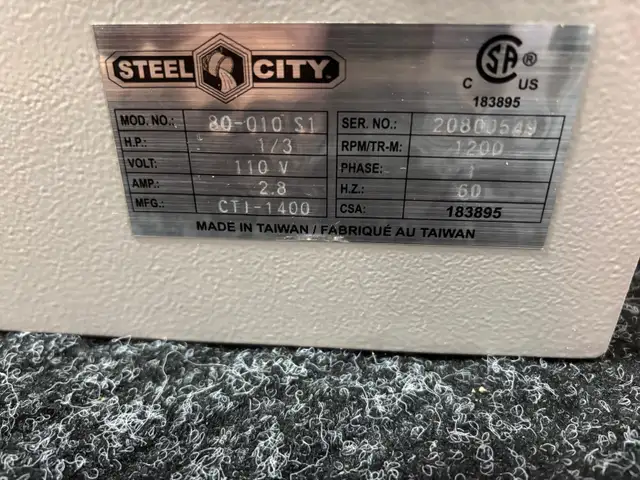 STEEL CITY®
CSA®
C US
183895
MOD. NO.: 80-010 S1
H.P.: 1/3
VOLT: 110 V
AMP.: 2.8
MFG.: CTI-1400
SER. NO.: 20800549
RPM/TR-M: 1200
PHASE: 1
H.Z.: 60
CSA: 183895
MADE IN TAIWAN / FABRIQUÉ AU TAIWAN